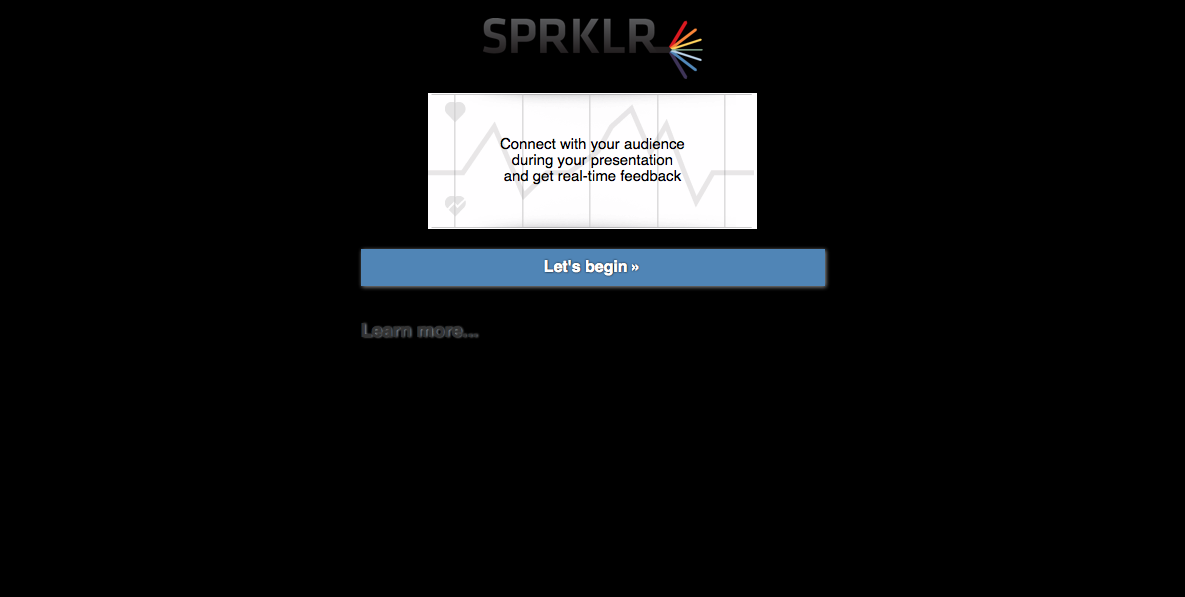 SPRKLR
Connect with your audience
during your presentation
and get real-time feedback
Let's begin »
Learn more...